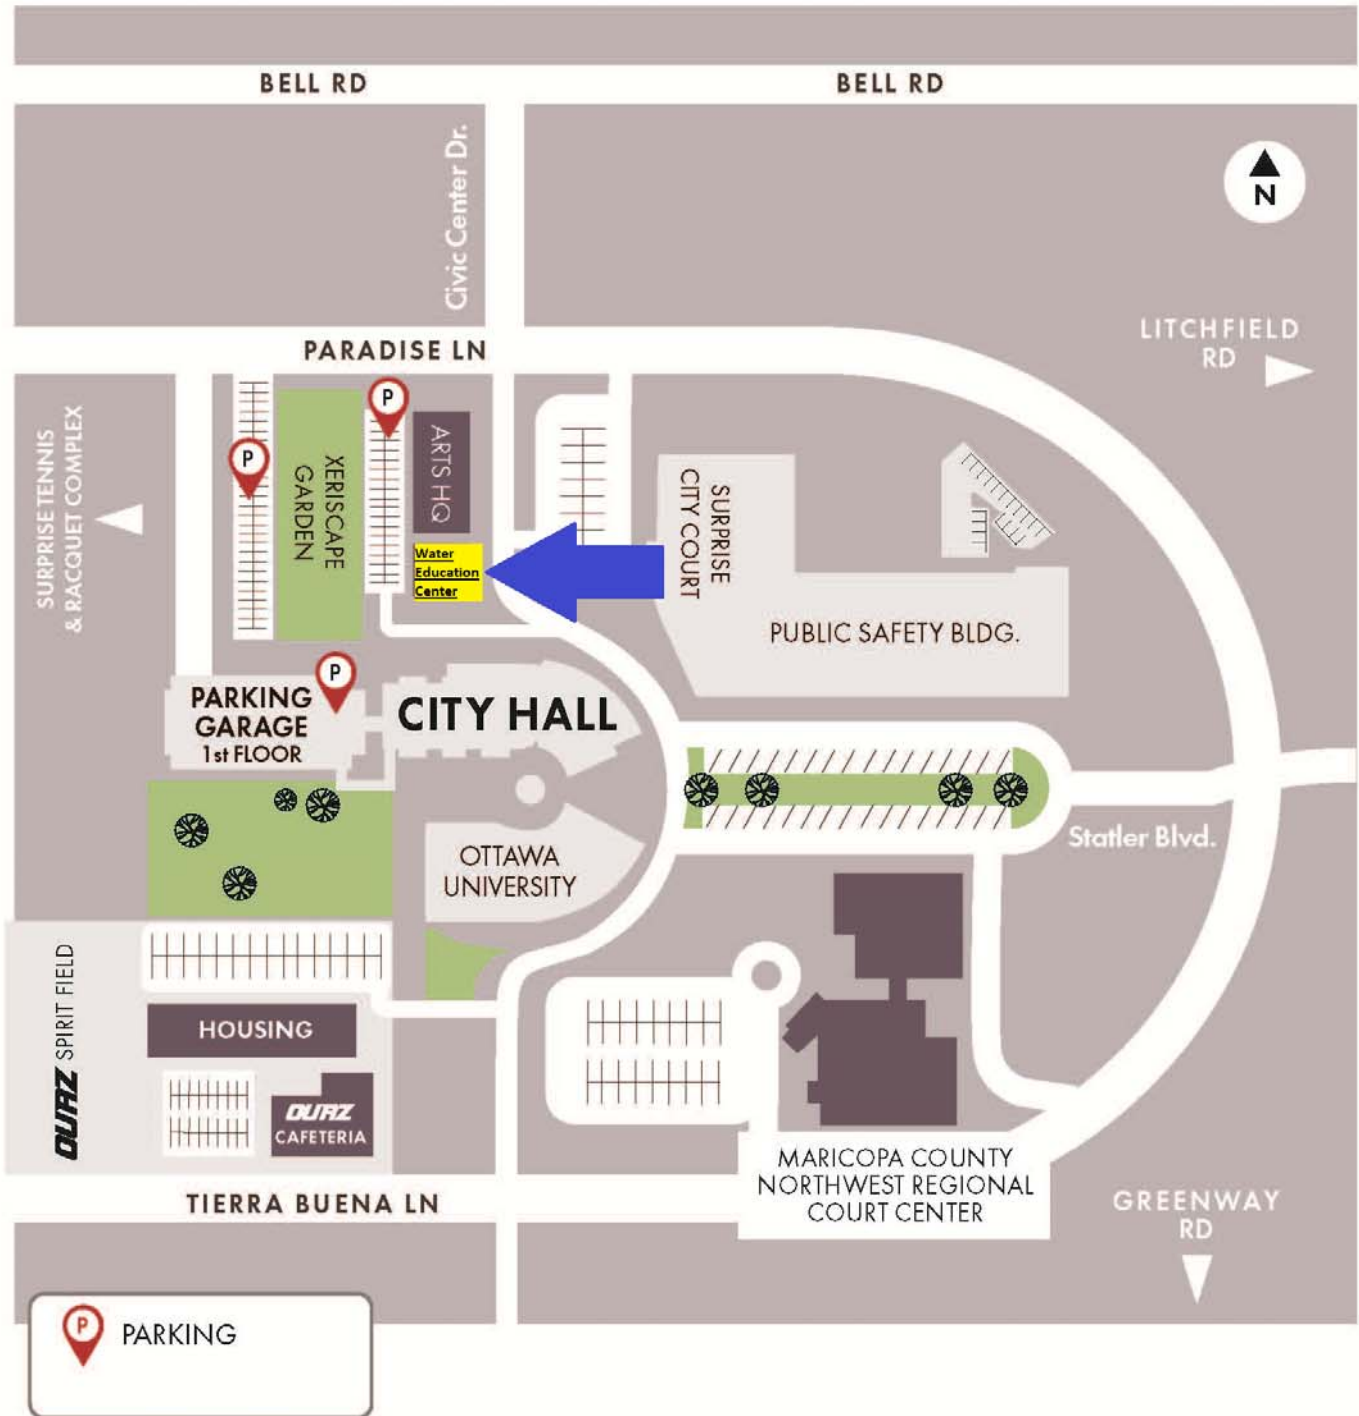 BELL RD
BELL RD
Civic Center Dr.
N
LITCHFIELD
RD
PARADISE LN
SURPRISE TENNIS
& RACQUET COMPLEX
P
P
XERISCAPE
GARDEN
ARTS HQ
Water
Education
Center
SURPRISE
CITY COURT
PUBLIC SAFETY BLDG.
P
PARKING
GARAGE
1st FLOOR
CITY HALL
Statler Blvd.
OTTAWA
UNIVERSITY
OUAZ SPIRIT FIELD
HOUSING
OUAZ
CAFETERIA
MARICOPA COUNTY
NORTHWEST REGIONAL
COURT CENTER
TIERRA BUENA LN
GREENWAY
RD
P PARKING